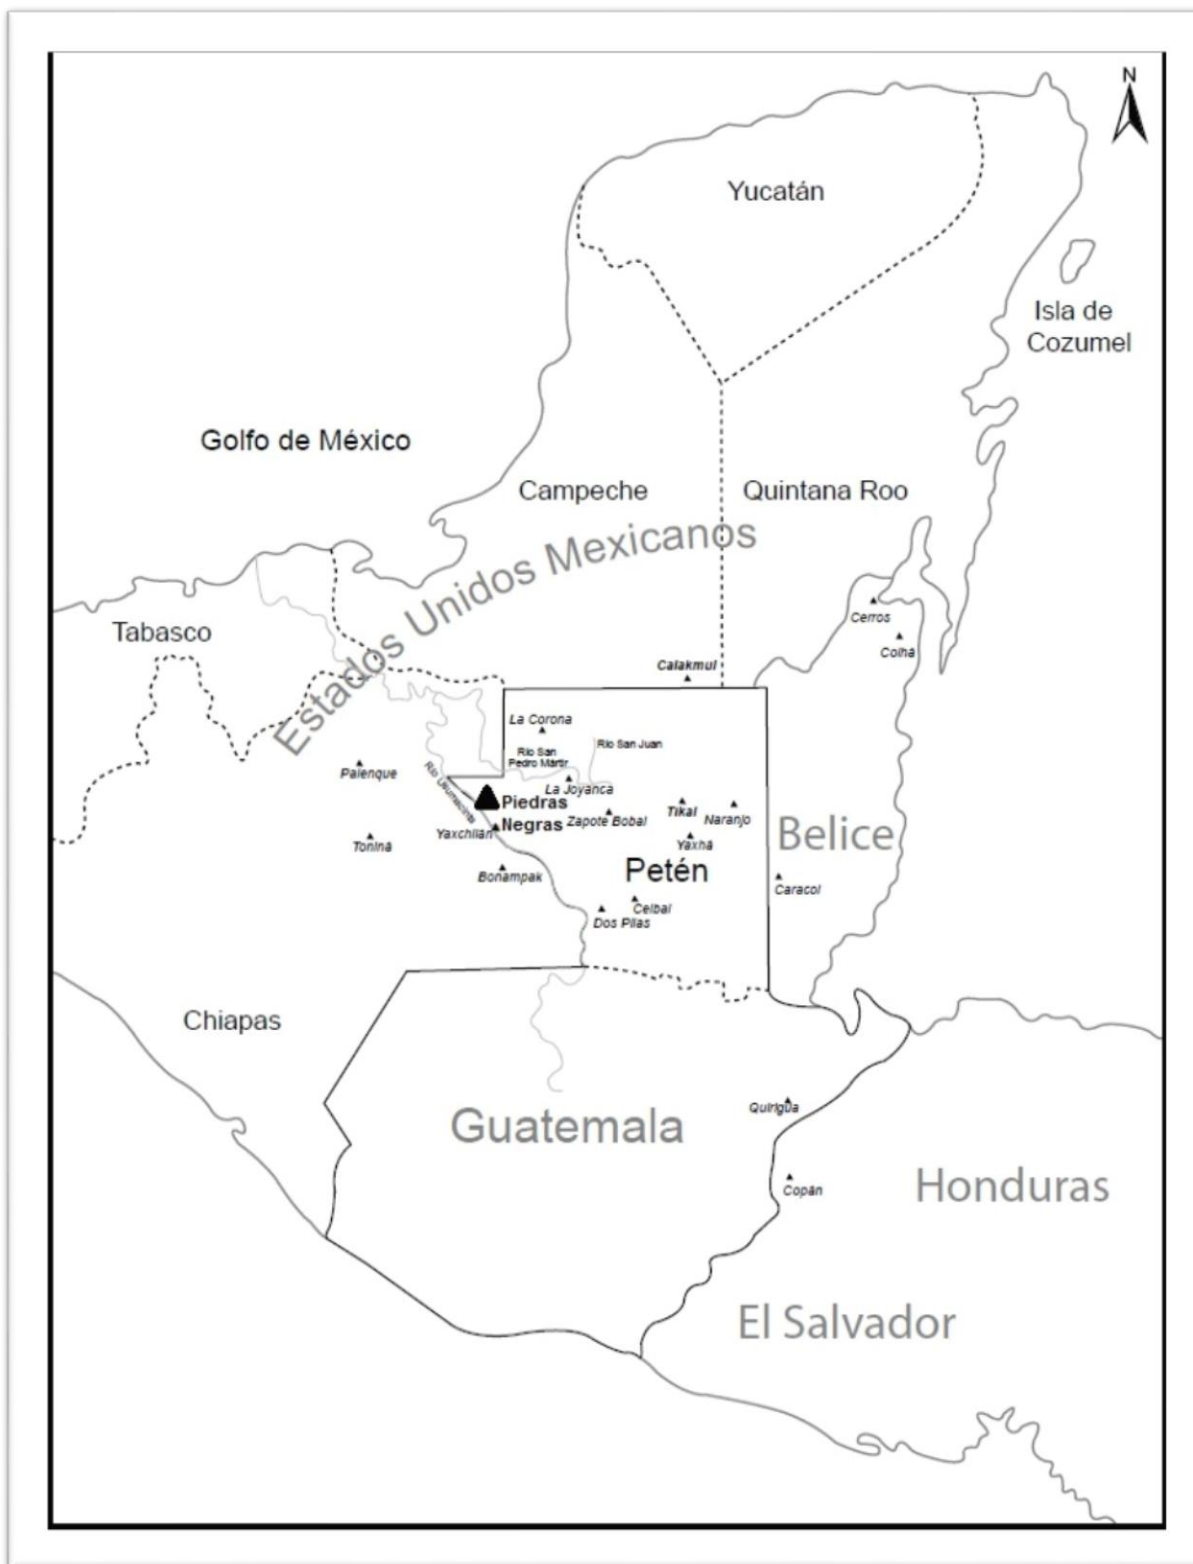 N
Yucatán
Isla de
Cozumel
Golfo de México
Campeche
Quintana Roo
Estados Unidos Mexicanos
Cerros
Tabasco
Colhá
Calakmul
La Corona
Río San Juan
Río San
Pedro Mártir
Palenque
Río Usumacinta
La Joyanca
Piedras
Negras
Zapote Bobal
Tikal
Naranjo
Yaxchilán
Toniná
Yaxhá
Belice
Bonampak
Petén
Caracol
Ceibal
Dos Pilas
Chiapas
Quiriguá
Guatemala
Copán
Honduras
El Salvador